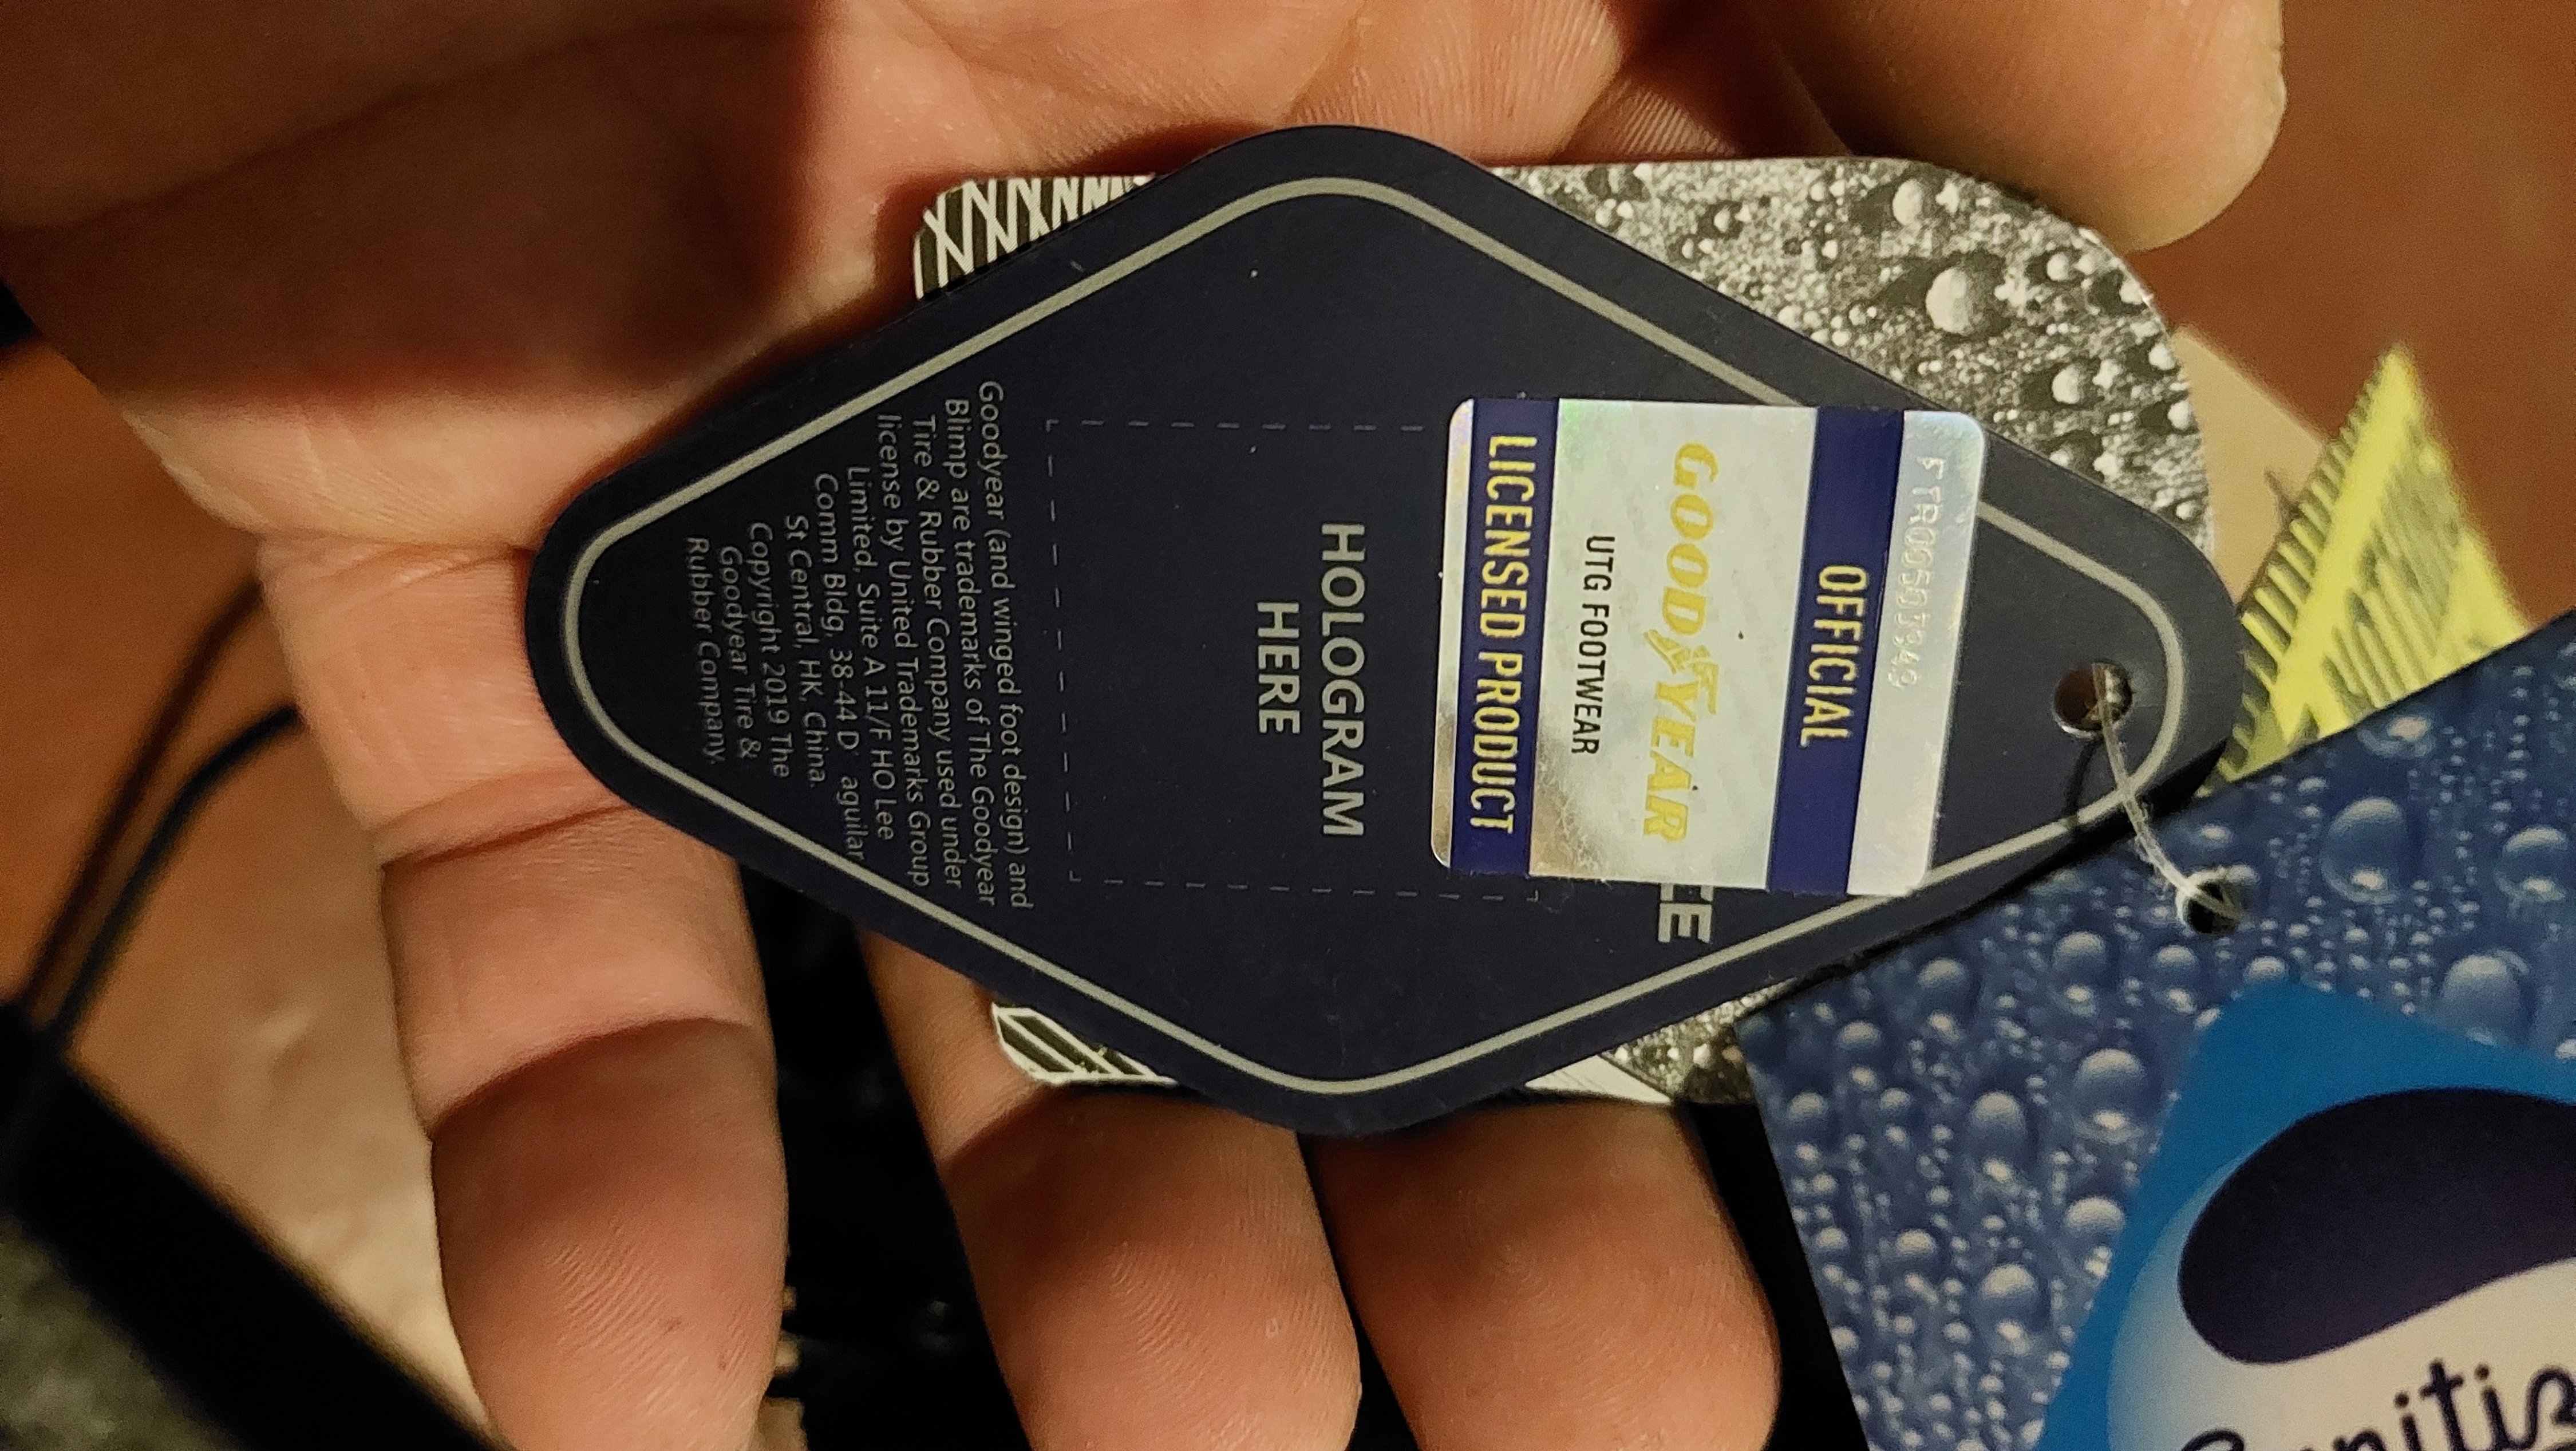 OFFICIAL
GOODYEAR
UTG FOOTWEAR
LICENSED PRODUCT
HOLOGRAM
HERE
Goodyear (and winged foot design) and
Blimp are trademarks of The Goodyear
Tire & Rubber Company used under
license by United Trademarks Group
Limited, Suite A 11/F HO Lee
Comm Bldg, 38-44 D aguilar
St Central, HK, China.
Copyright 2019 The
Goodyear Tire &
Rubber Company.